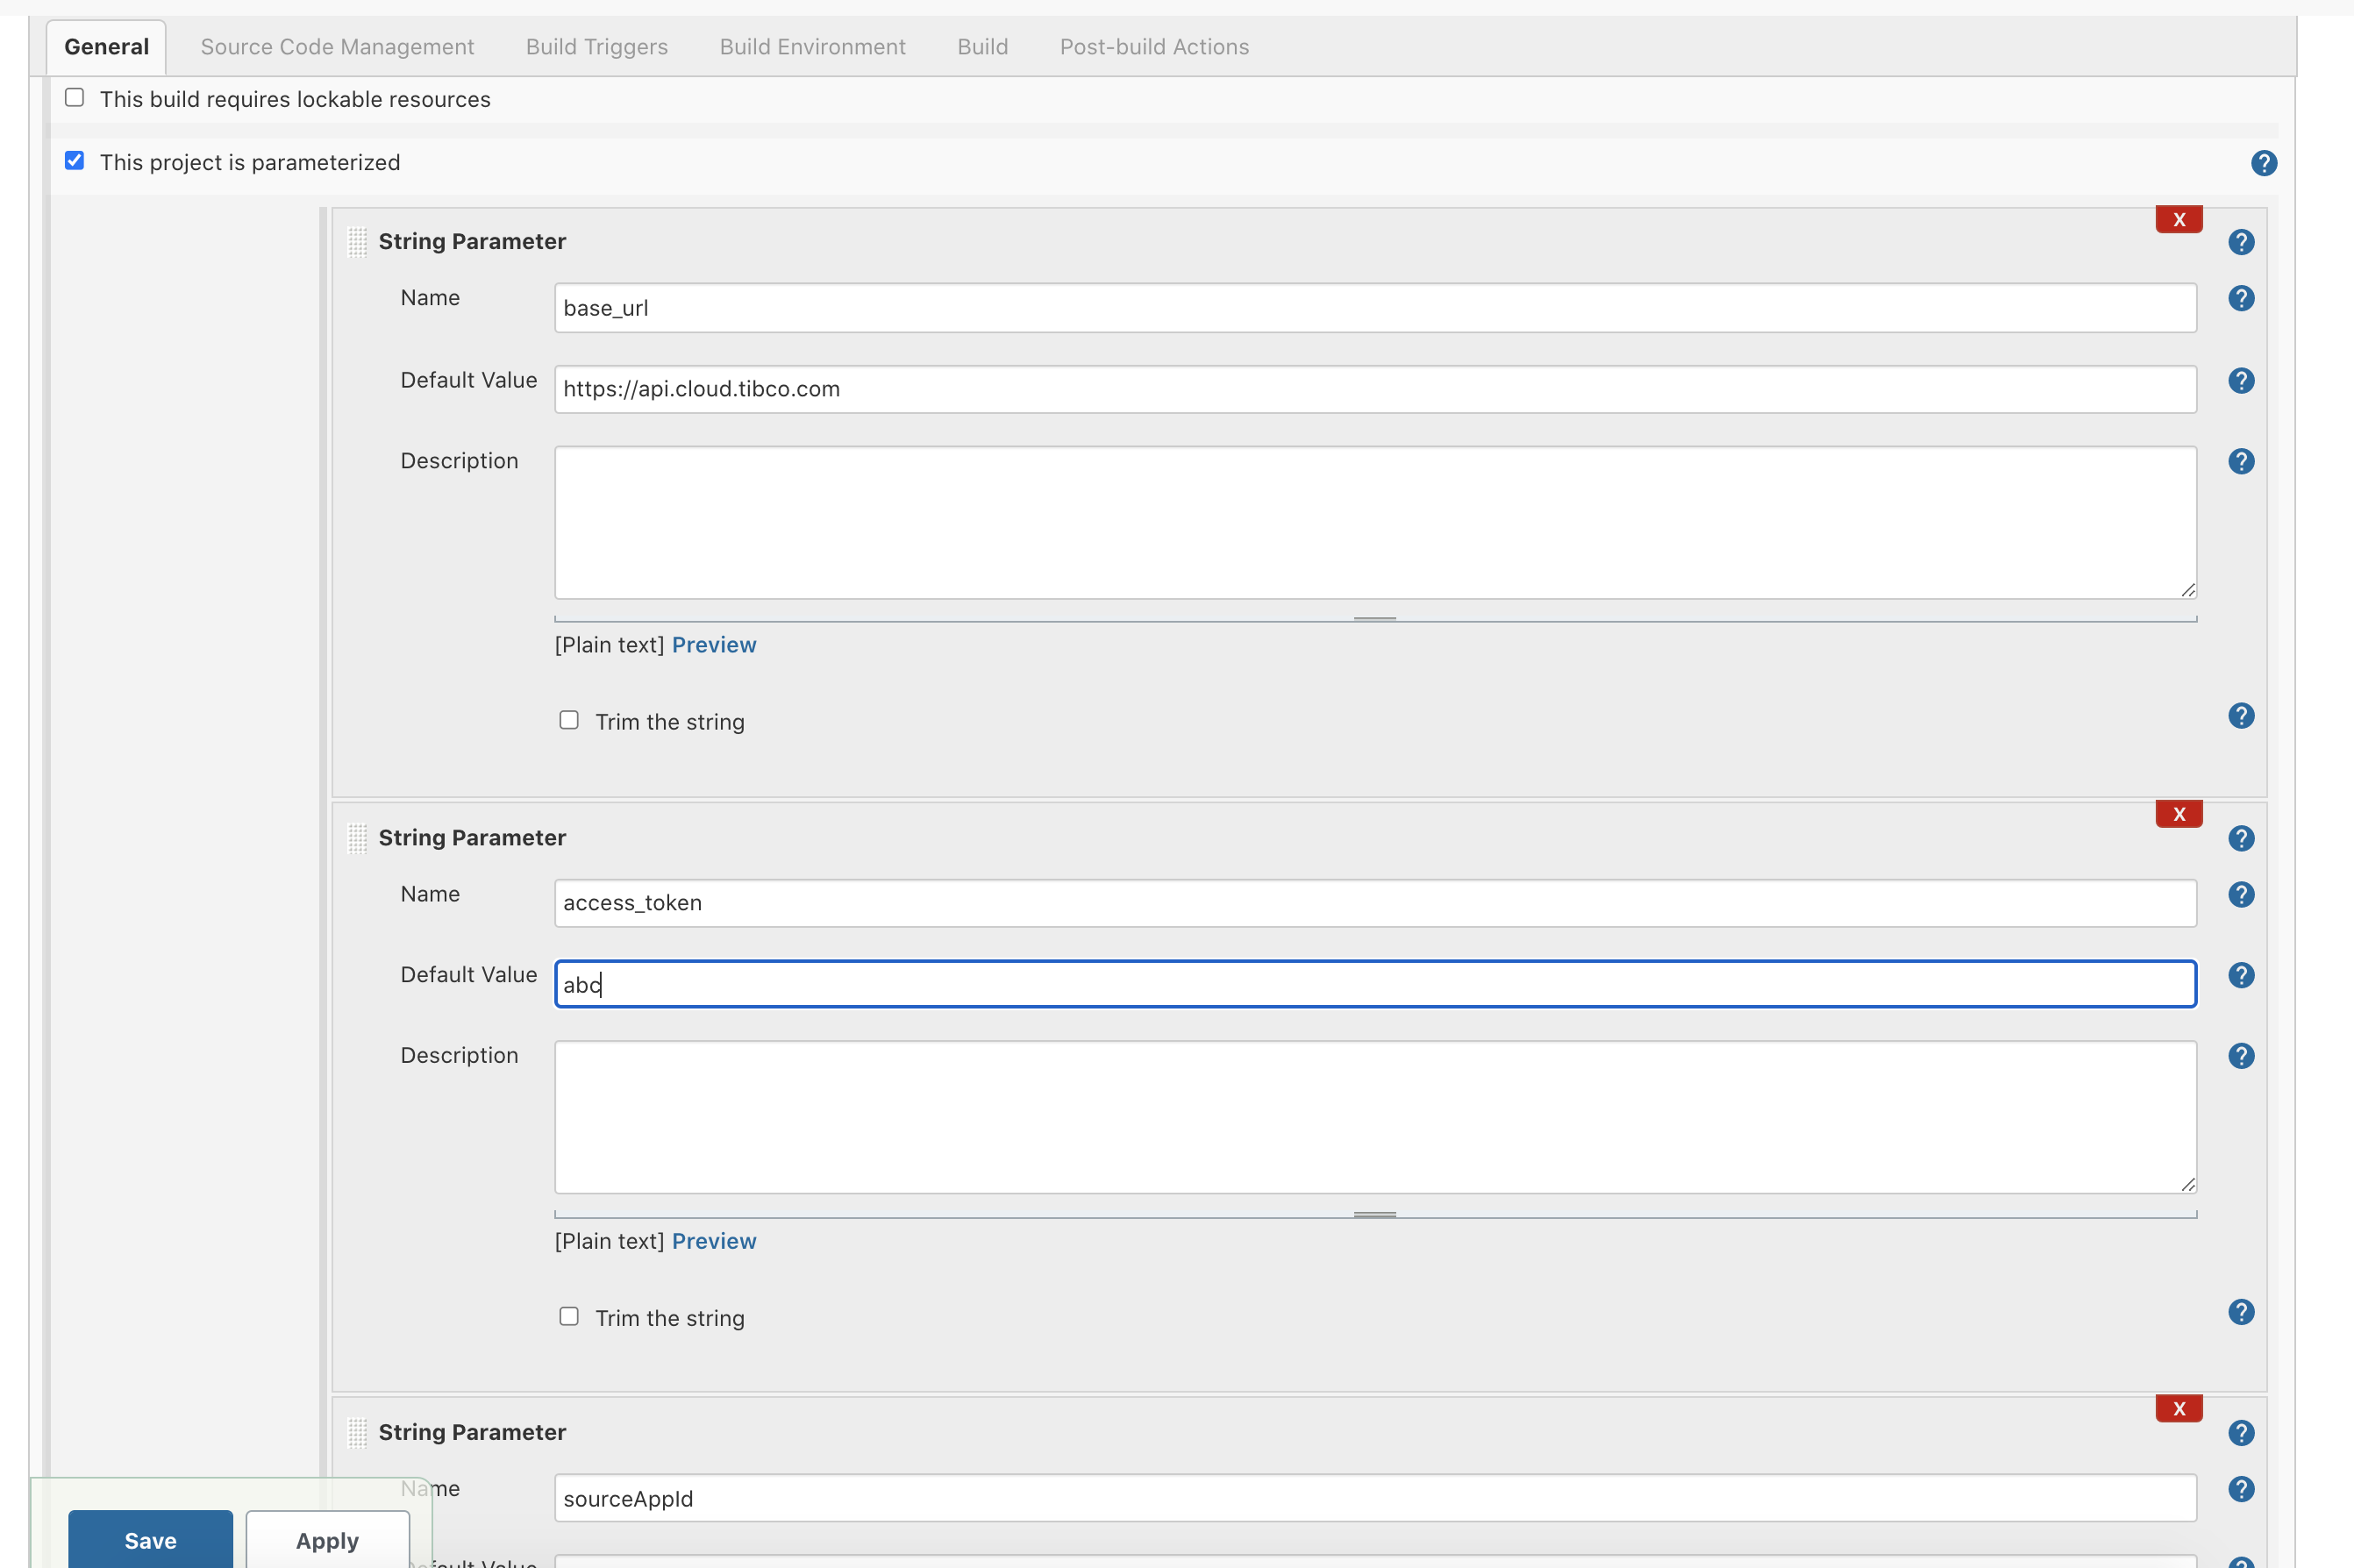 General Source Code Management Build Triggers Build Environment Build Post-build Actions
This build requires lockable resources
This project is parameterized ?
X
String Parameter ?
Name base_url ?
Default Value https://api.cloud.tibco.com ?
Description ?
[Plain text] Preview
Trim the string ?
X
String Parameter ?
Name access_token ?
Default Value abc ?
Description ?
[Plain text] Preview
Trim the string ?
X
String Parameter ?
Name sourceAppId ?
Save Apply
Default Value ?